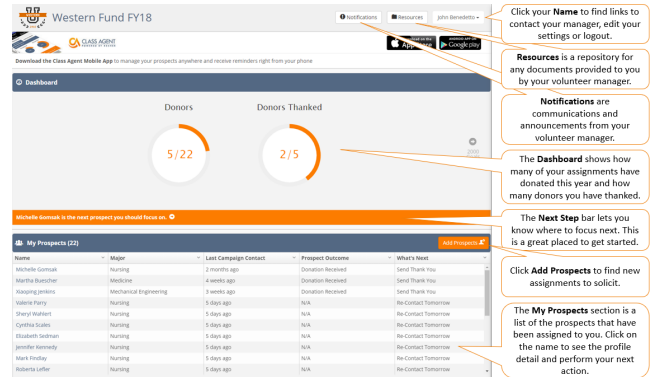 Western Fund FY18
Notifications
Resources
John Benedetto
CLASS AGENT
Download the Class Agent Mobile App to manage your prospects anywhere and receive reminders right from your phone
App Store
Google play
Dashboard
Donors
Donors Thanked
5/22
2/5
Michelle Gomsak is the next prospect you should focus on.
My Prospects (22)
Add Prospects
Name Major Last Campaign Contact Prospect Outcome What's Next
Michelle Gomsak Nursing 2 months ago Donation Received Send Thank You
Martha Buescher Medicine 4 weeks ago Donation Received Send Thank You
Xiaoping Jenkins Mechanical Engineering 3 weeks ago Donation Received Send Thank You
Valerie Parry Nursing 5 days ago N/A Re-Contact Tomorrow
Sheryl Wahlert Nursing 5 days ago N/A Re-Contact Tomorrow
Cynthia Scales Nursing 5 days ago N/A Re-Contact Tomorrow
Elizabeth Sedman Nursing 5 days ago N/A Re-Contact Tomorrow
Jennifer Kennedy Nursing 5 days ago N/A Re-Contact Tomorrow
Mark Findlay Nursing 5 days ago N/A Re-Contact Tomorrow
Roberta Lefler Nursing 5 days ago N/A Re-Contact Tomorrow
Click your Name to find links to
contact your manager, edit your
settings or logout.
Resources is a repository for
any documents provided to you
by your volunteer manager.
Notifications are
communications and
announcements from your
volunteer manager.
The Dashboard shows how
many of your assignments have
donated this year and how
many donors you have thanked.
The Next Step bar lets you
know where to focus next. This
is a great placed to get started.
Click Add Prospects to find new
assignments to solicit.
The My Prospects section is a
list of the prospects that have
been assigned to you. Click on
the name to see the profile
detail and perform your next
action.